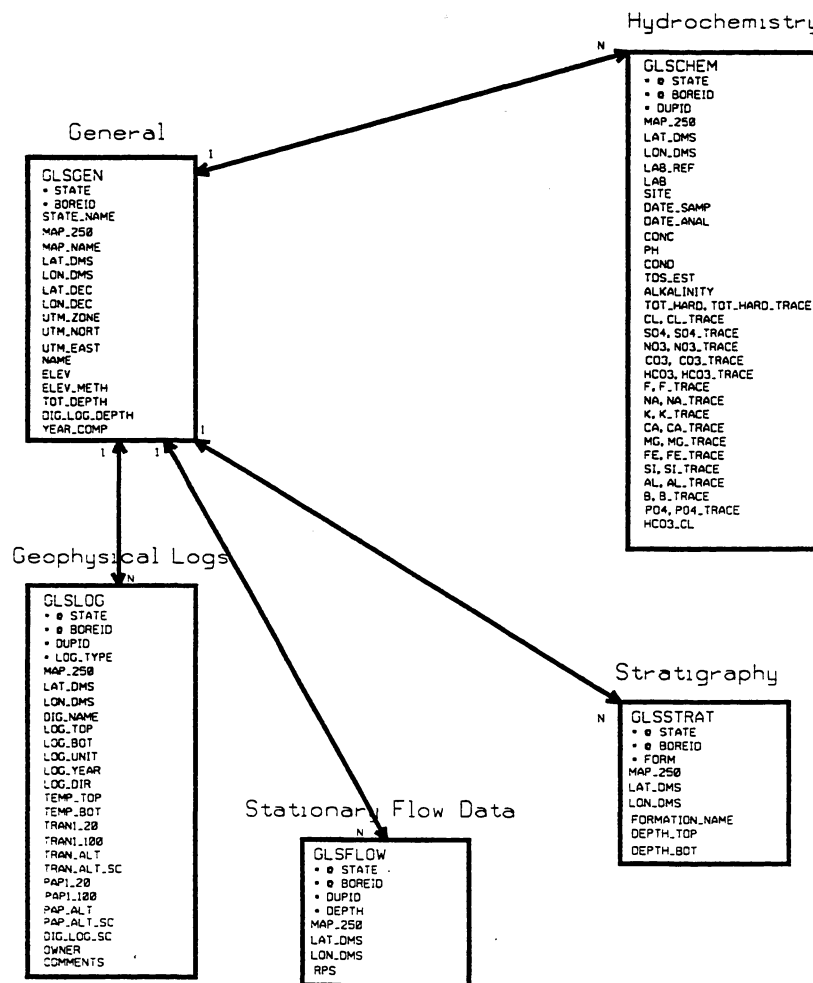 Hydrochemistry
N
GLSCHEM
* @ STATE
* @ BOREID
* DUPID
MAP_250
LAT_DMS
LON_DMS
LAB_REF
LAB
SITE
DATE_SAMP
DATE_ANAL
CONC
PH
COND
TDS_EST
ALKALINITY
TOT_HARD, TOT_HARD_TRACE
CL, CL_TRACE
SO4, SO4_TRACE
NO3, NO3_TRACE
CO3, CO3_TRACE
HCO3, HCO3_TRACE
F, F_TRACE
NA, NA_TRACE
K, K_TRACE
CA, CA_TRACE
MG, MG_TRACE
FE, FE_TRACE
SI, SI_TRACE
AL, AL_TRACE
B, B_TRACE
PO4, PO4_TRACE
HCO3_CL
General
1
GLSGEN
* STATE
* BOREID
STATE_NAME
MAP_250
MAP_NAME
LAT_DMS
LON_DMS
LAT_DEC
LON_DEC
UTM_ZONE
UTM_NORT
UTM_EAST
NAME
ELEV
ELEV_METH
TOT_DEPTH
DIG_LOG_DEPTH
YEAR_COMP
1
1
1
Geophysical Logs
N
GLSLOG
* @ STATE
* @ BOREID
* DUPID
* LOG_TYPE
MAP_250
LAT_DMS
LON_DMS
DIG_NAME
LOG_TOP
LOG_BOT
LOG_UNIT
LOG_YEAR
LOG_DIR
TEMP_TOP
TEMP_BOT
TRAN1_20
TRAN1_100
TRAN_ALT
TRAN_ALT_SC
PAP1_20
PAP1_100
PAP_ALT
PAP_ALT_SC
DIG_LOG_SC
OWNER
COMMENTS
Stationary Flow Data
N
GLSFLOW
* @ STATE
* @ BOREID
* DUPID
* DEPTH
MAP_250
LAT_DMS
LON_DMS
RPS
Stratigraphy
N
GLSSTRAT
* @ STATE
* @ BOREID
* FORM
MAP_250
LAT_DMS
LON_DMS
FORMATION_NAME
DEPTH_TOP
DEPTH_BOT